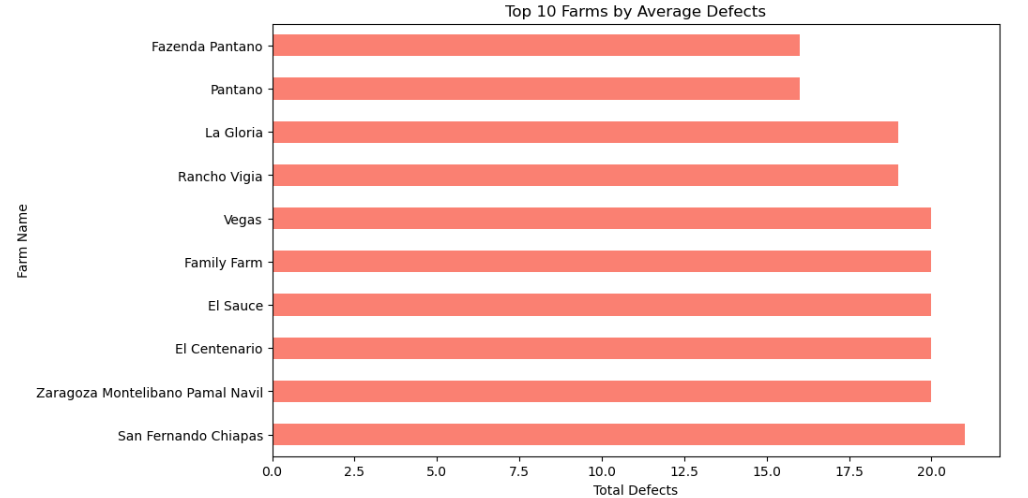 Top 10 Farms by Average Defects
Farm Name
Fazenda Pantano
Pantano
La Gloria
Rancho Vigia
Vegas
Family Farm
El Sauce
El Centenario
Zaragoza Montelibano Pamal Navil
San Fernando Chiapas
0.0 2.5 5.0 7.5 10.0 12.5 15.0 17.5 20.0
Total Defects